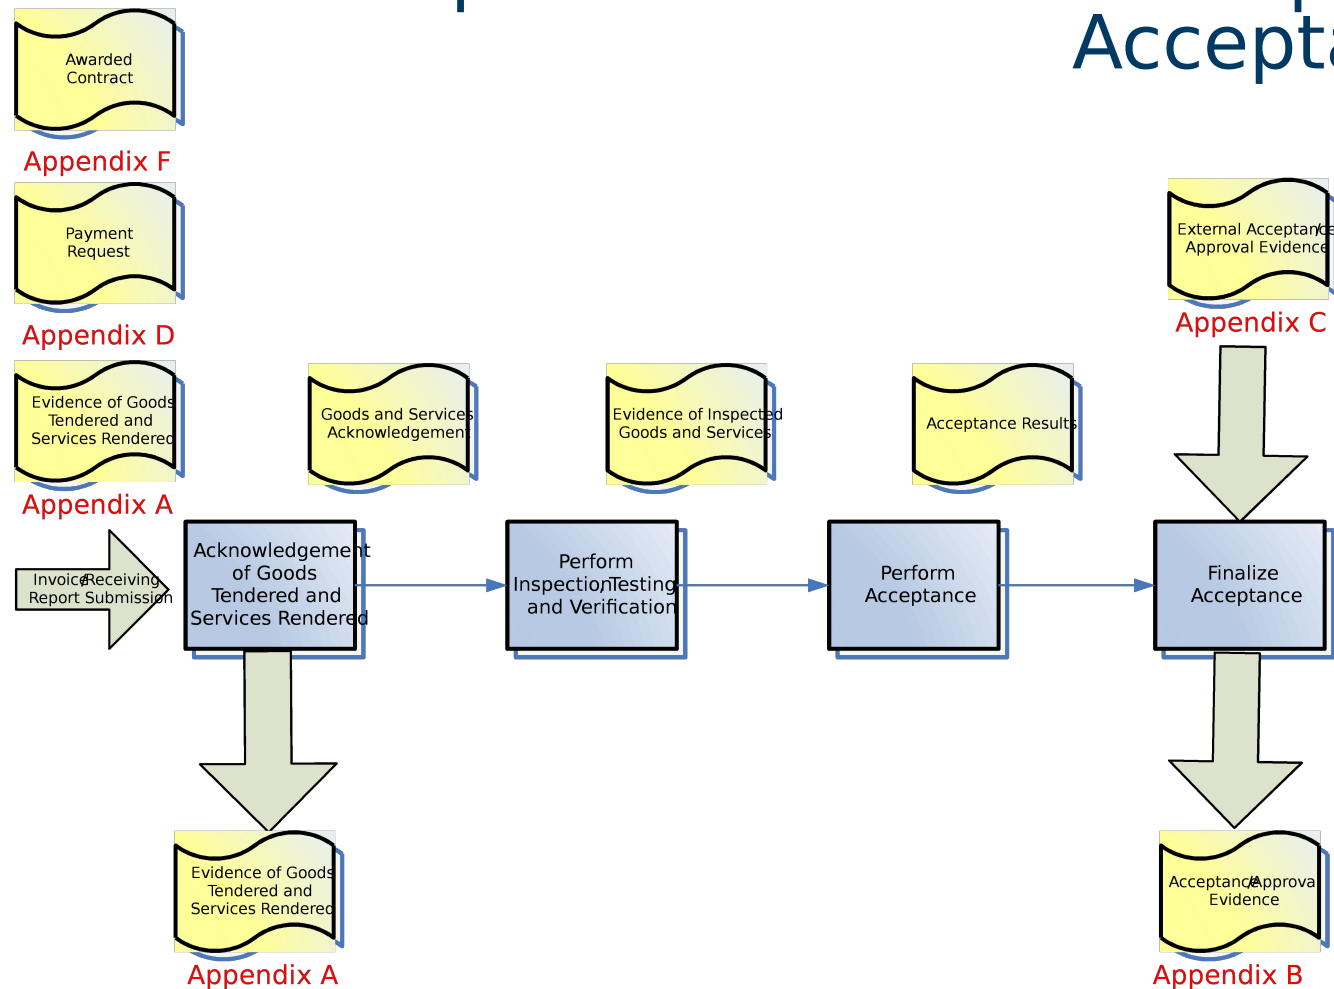 Awarded
Contract
Appendix F
Payment
Request
Appendix D
External Acceptance/
Approval Evidence
Appendix C
Evidence of Goods
Tendered and
Services Rendered
Appendix A
Goods and Services
Acknowledgement
Evidence of Inspected
Goods and Services
Acceptance Results
Invoice/Receiving
Report Submission
Acknowledgement
of Goods
Tendered and
Services Rendered
Perform
Inspection,Testing
and Verification
Perform
Acceptance
Finalize
Acceptance
Evidence of Goods
Tendered and
Services Rendered
Appendix A
Acceptance/Approval
Evidence
Appendix B